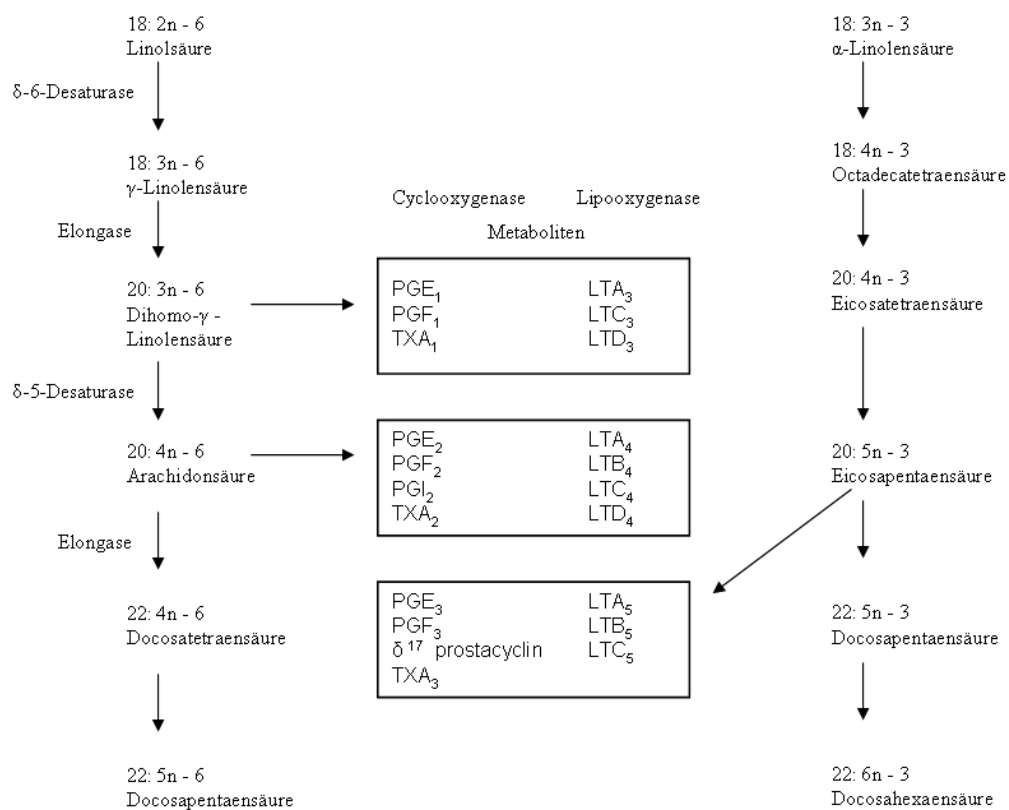 18: 2n - 6
Linolsäure
δ-6-Desaturase
18: 3n - 6
γ-Linolensäure
Elongase
20: 3n - 6
Dihomo-γ -
Linolensäure
δ-5-Desaturase
20: 4n - 6
Arachidonsäure
Elongase
22: 4n - 6
Docosatetraensäure
22: 5n - 6
Docosapentaensäure
Cyclooxygenase Lipooxygenase
Metaboliten
PGE₁ LTA₃
PGF₁ LTC₃
TXA₁ LTD₃
PGE₂ LTA₄
PGF₂ LTB₄
PGI₂ LTC₄
TXA₂ LTD₄
PGE₃ LTA₅
PGF₃ LTB₅
δ¹⁷ prostacyclin LTC₅
TXA₃
18: 3n - 3
α-Linolensäure
18: 4n - 3
Octadecatetraensäure
20: 4n - 3
Eicosatetraensäure
20: 5n - 3
Eicosapentaensäure
22: 5n - 3
Docosapentaensäure
22: 6n - 3
Docosahexaensäure